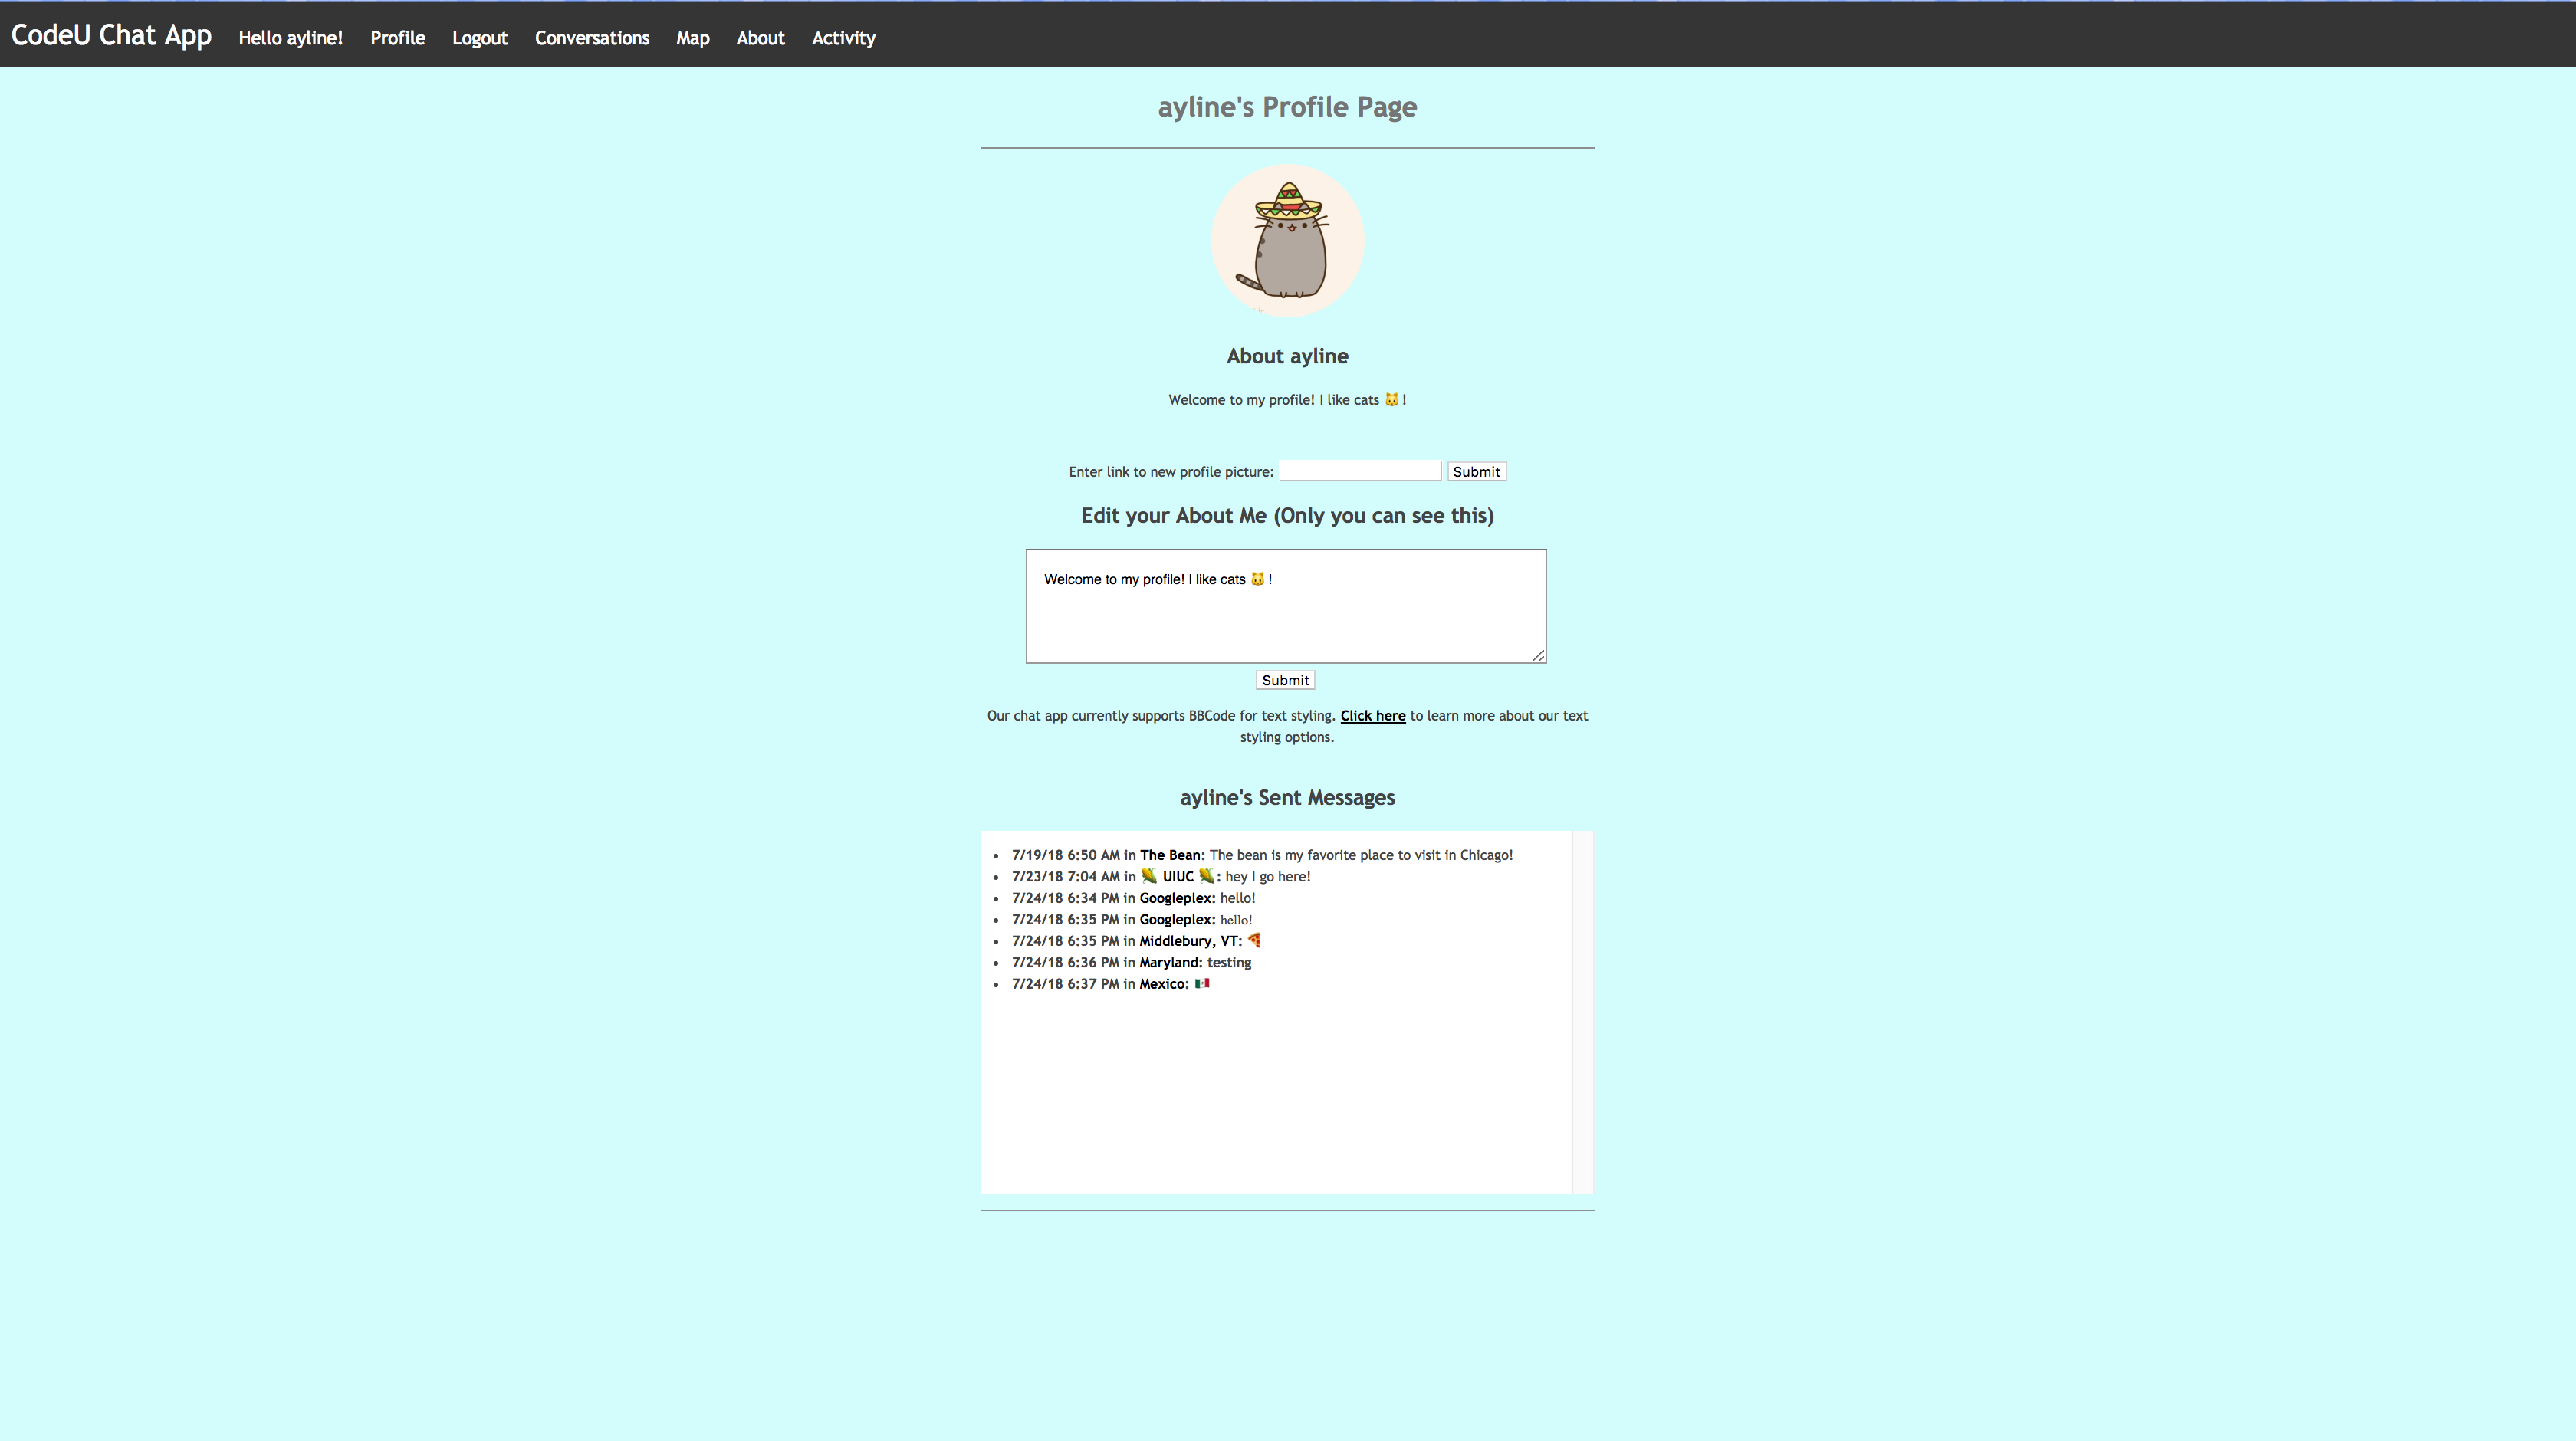 CodeU Chat App Hello ayline! Profile Logout Conversations Map About Activity
ayline's Profile Page
About ayline
Welcome to my profile! I like cats 🐱 !
Enter link to new profile picture: Submit
Edit your About Me (Only you can see this)
Welcome to my profile! I like cats 🐱 !
Submit
Our chat app currently supports BBCode for text styling. Click here to learn more about our text
styling options.
ayline's Sent Messages
• 7/19/18 6:50 AM in The Bean: The bean is my favorite place to visit in Chicago!
• 7/23/18 7:04 AM in 🌽 UIUC 🌽: hey I go here!
• 7/24/18 6:34 PM in Googleplex: hello!
• 7/24/18 6:35 PM in Googleplex: hello!
• 7/24/18 6:35 PM in Middlebury, VT: 🍕
• 7/24/18 6:36 PM in Maryland: testing
• 7/24/18 6:37 PM in Mexico: 🇲🇽